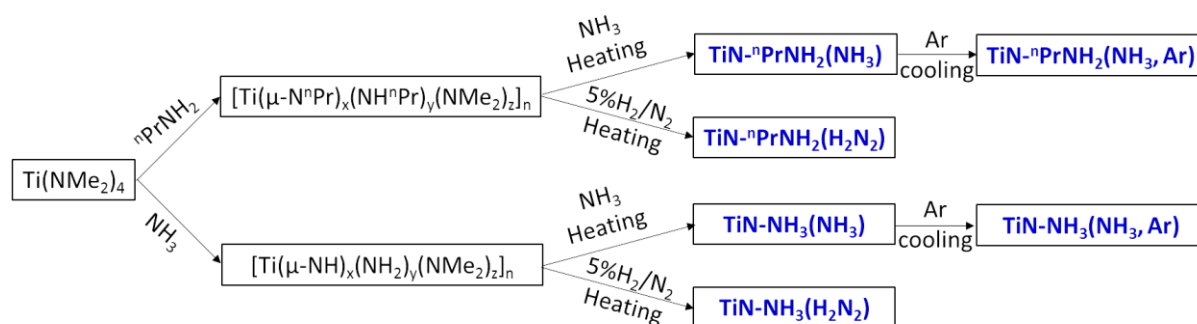 Ti(NMe₂)₄
ⁿPrNH₂
NH₃
[Ti(μ-NⁿPr)ₓ(NHⁿPr)ᵧ(NMe₂)z]ₙ
[Ti(μ-NH)ₓ(NH₂)ᵧ(NMe₂)z]ₙ
NH₃
Heating
5%H₂/N₂
Heating
NH₃
Heating
5%H₂/N₂
Heating
TiN-ⁿPrNH₂(NH₃)
Ar
cooling
TiN-ⁿPrNH₂(NH₃, Ar)
TiN-ⁿPrNH₂(H₂N₂)
TiN-NH₃(NH₃)
Ar
cooling
TiN-NH₃(NH₃, Ar)
TiN-NH₃(H₂N₂)